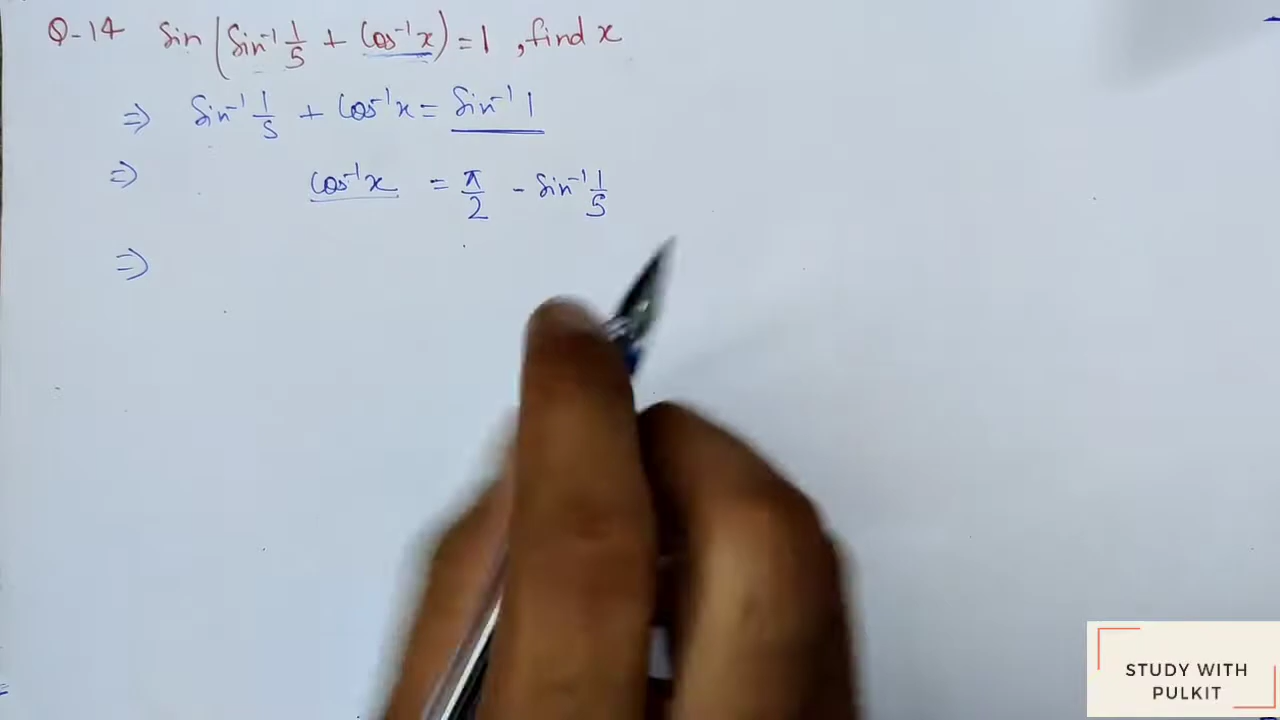 Q-14 Sin(Sin⁻¹ 1/5 + Cos⁻¹x) = 1, find x
⇒ Sin⁻¹ 1/5 + Cos⁻¹x = Sin⁻¹ 1
⇒ Cos⁻¹x = π/2 - Sin⁻¹ 1/5
⇒
STUDY WITH
PULKIT